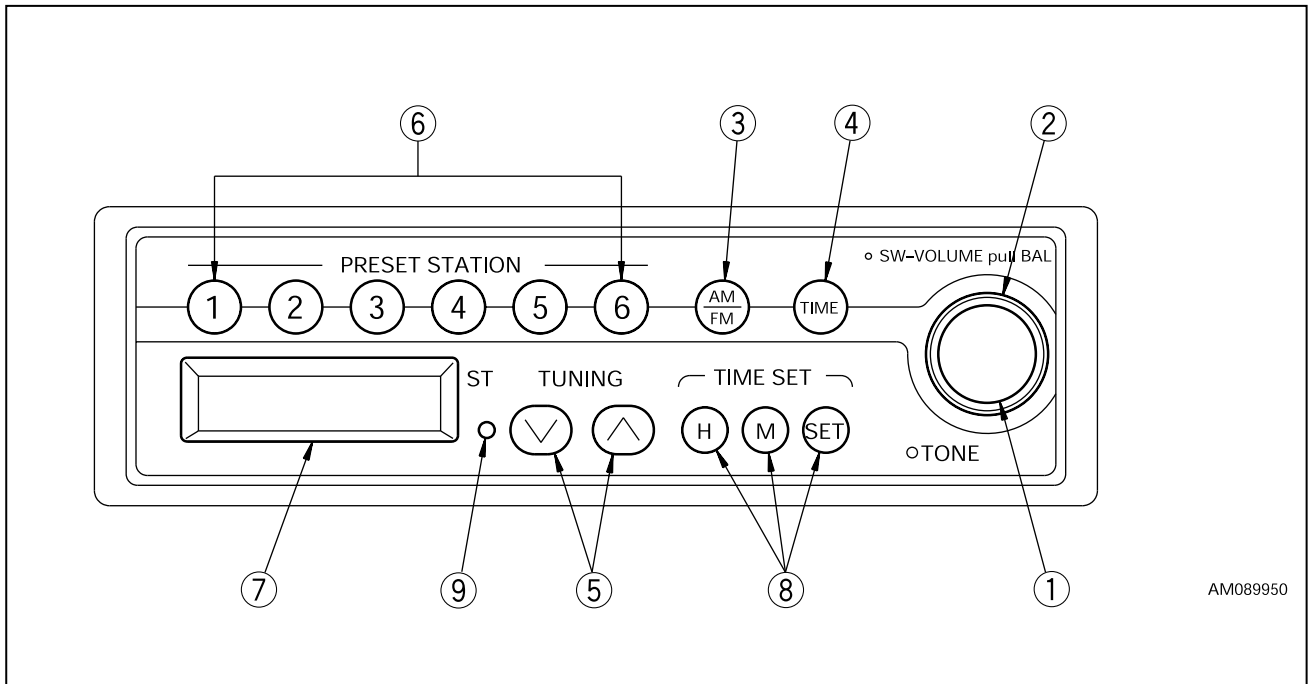 ⑥ ③ ④ ②
SW-VOLUME pull BAL
PRESET STATION
1 2 3 4 5 6 AM FM TIME
ST TUNING TIME SET
H M SET
TONE
⑦ ⑨ ⑤ ⑧ ①
AM089950